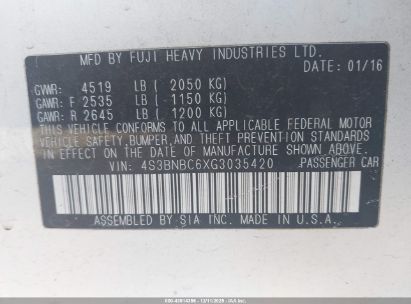 MFD BY FUJI HEAVY INDUSTRIES LTD.
DATE: 01/16
GVWR: 4519 LB ( 2050 KG)
GAWR: F 2535 LB ( 1150 KG)
GAWR: R 2645 LB ( 1200 KG)
THIS VEHICLE CONFORMS TO ALL APPLICABLE FEDERAL MOTOR
VEHICLE SAFETY, BUMPER, AND THEFT PREVENTION STANDARDS
IN EFFECT ON THE DATE OF MANUFACTURE SHOWN ABOVE.
VIN: 4S3BNBC6XG3035420 PASSENGER CAR
ASSEMBLED BY SIA INC. MADE IN U.S.A.